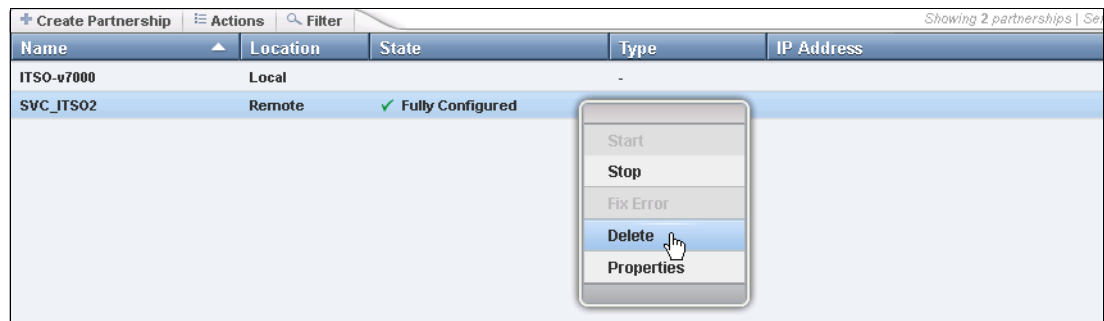 Create Partnership Actions Filter Showing 2 partnerships |
Name Location State Type IP Address
ITSO-v7000 Local -
SVC_ITSO2 Remote Fully Configured
Start
Stop
Fix Error
Delete
Properties